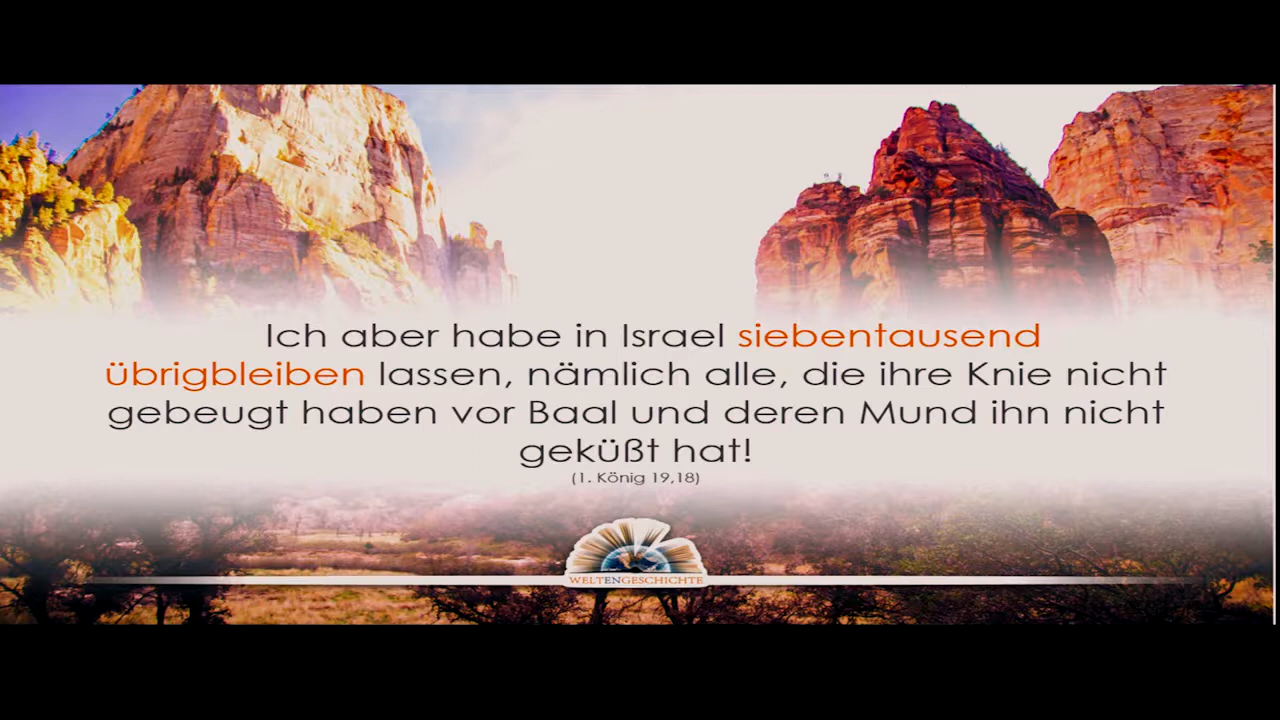 Ich aber habe in Israel siebentausend
übrigbleiben lassen, nämlich alle, die ihre Knie nicht
gebeugt haben vor Baal und deren Mund ihn nicht
geküßt hat!
(1. König 19,18)
WELTENGESCHICHTE